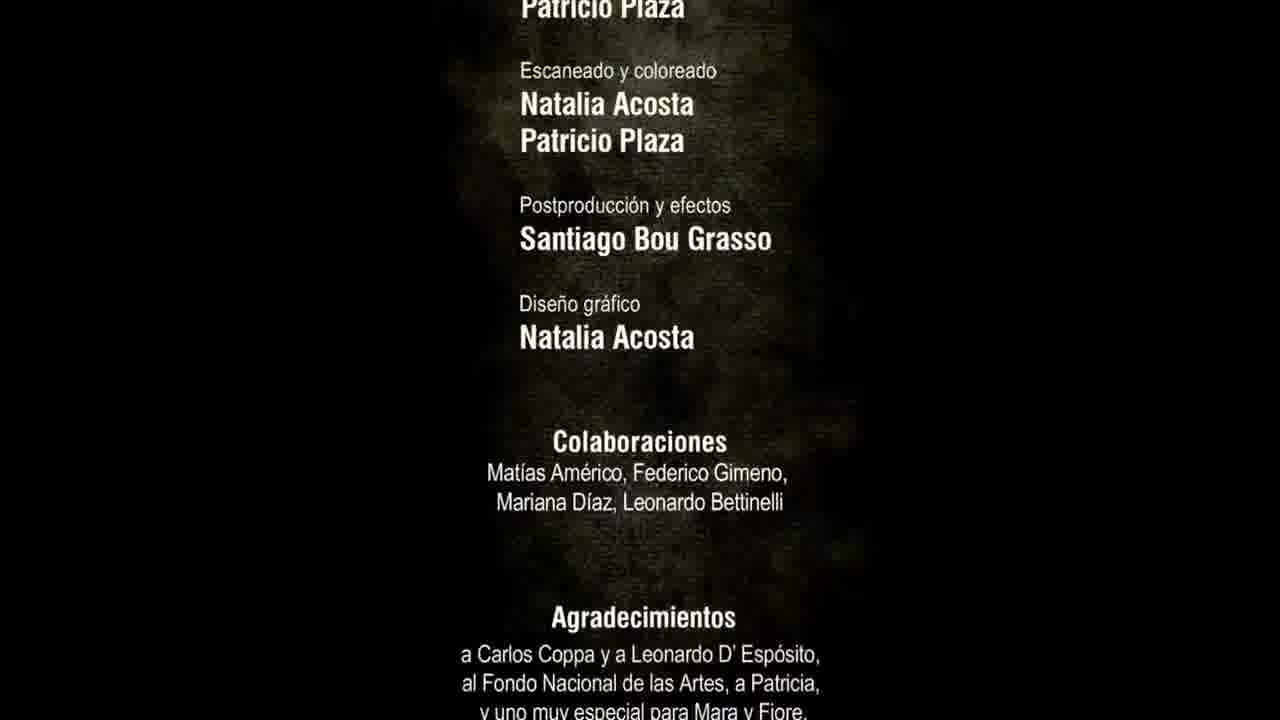 Patricio Plaza
Escaneado y coloreado
Natalia Acosta
Patricio Plaza
Postproducción y efectos
Santiago Bou Grasso
Diseño gráfico
Natalia Acosta
Colaboraciones
Matías Américo, Federico Gimeno,
Mariana Díaz, Leonardo Bettinelli
Agradecimientos
a Carlos Coppa y a Leonardo D' Espósito,
al Fondo Nacional de las Artes, a Patricia,
y uno muy especial para Mara y Fiore.